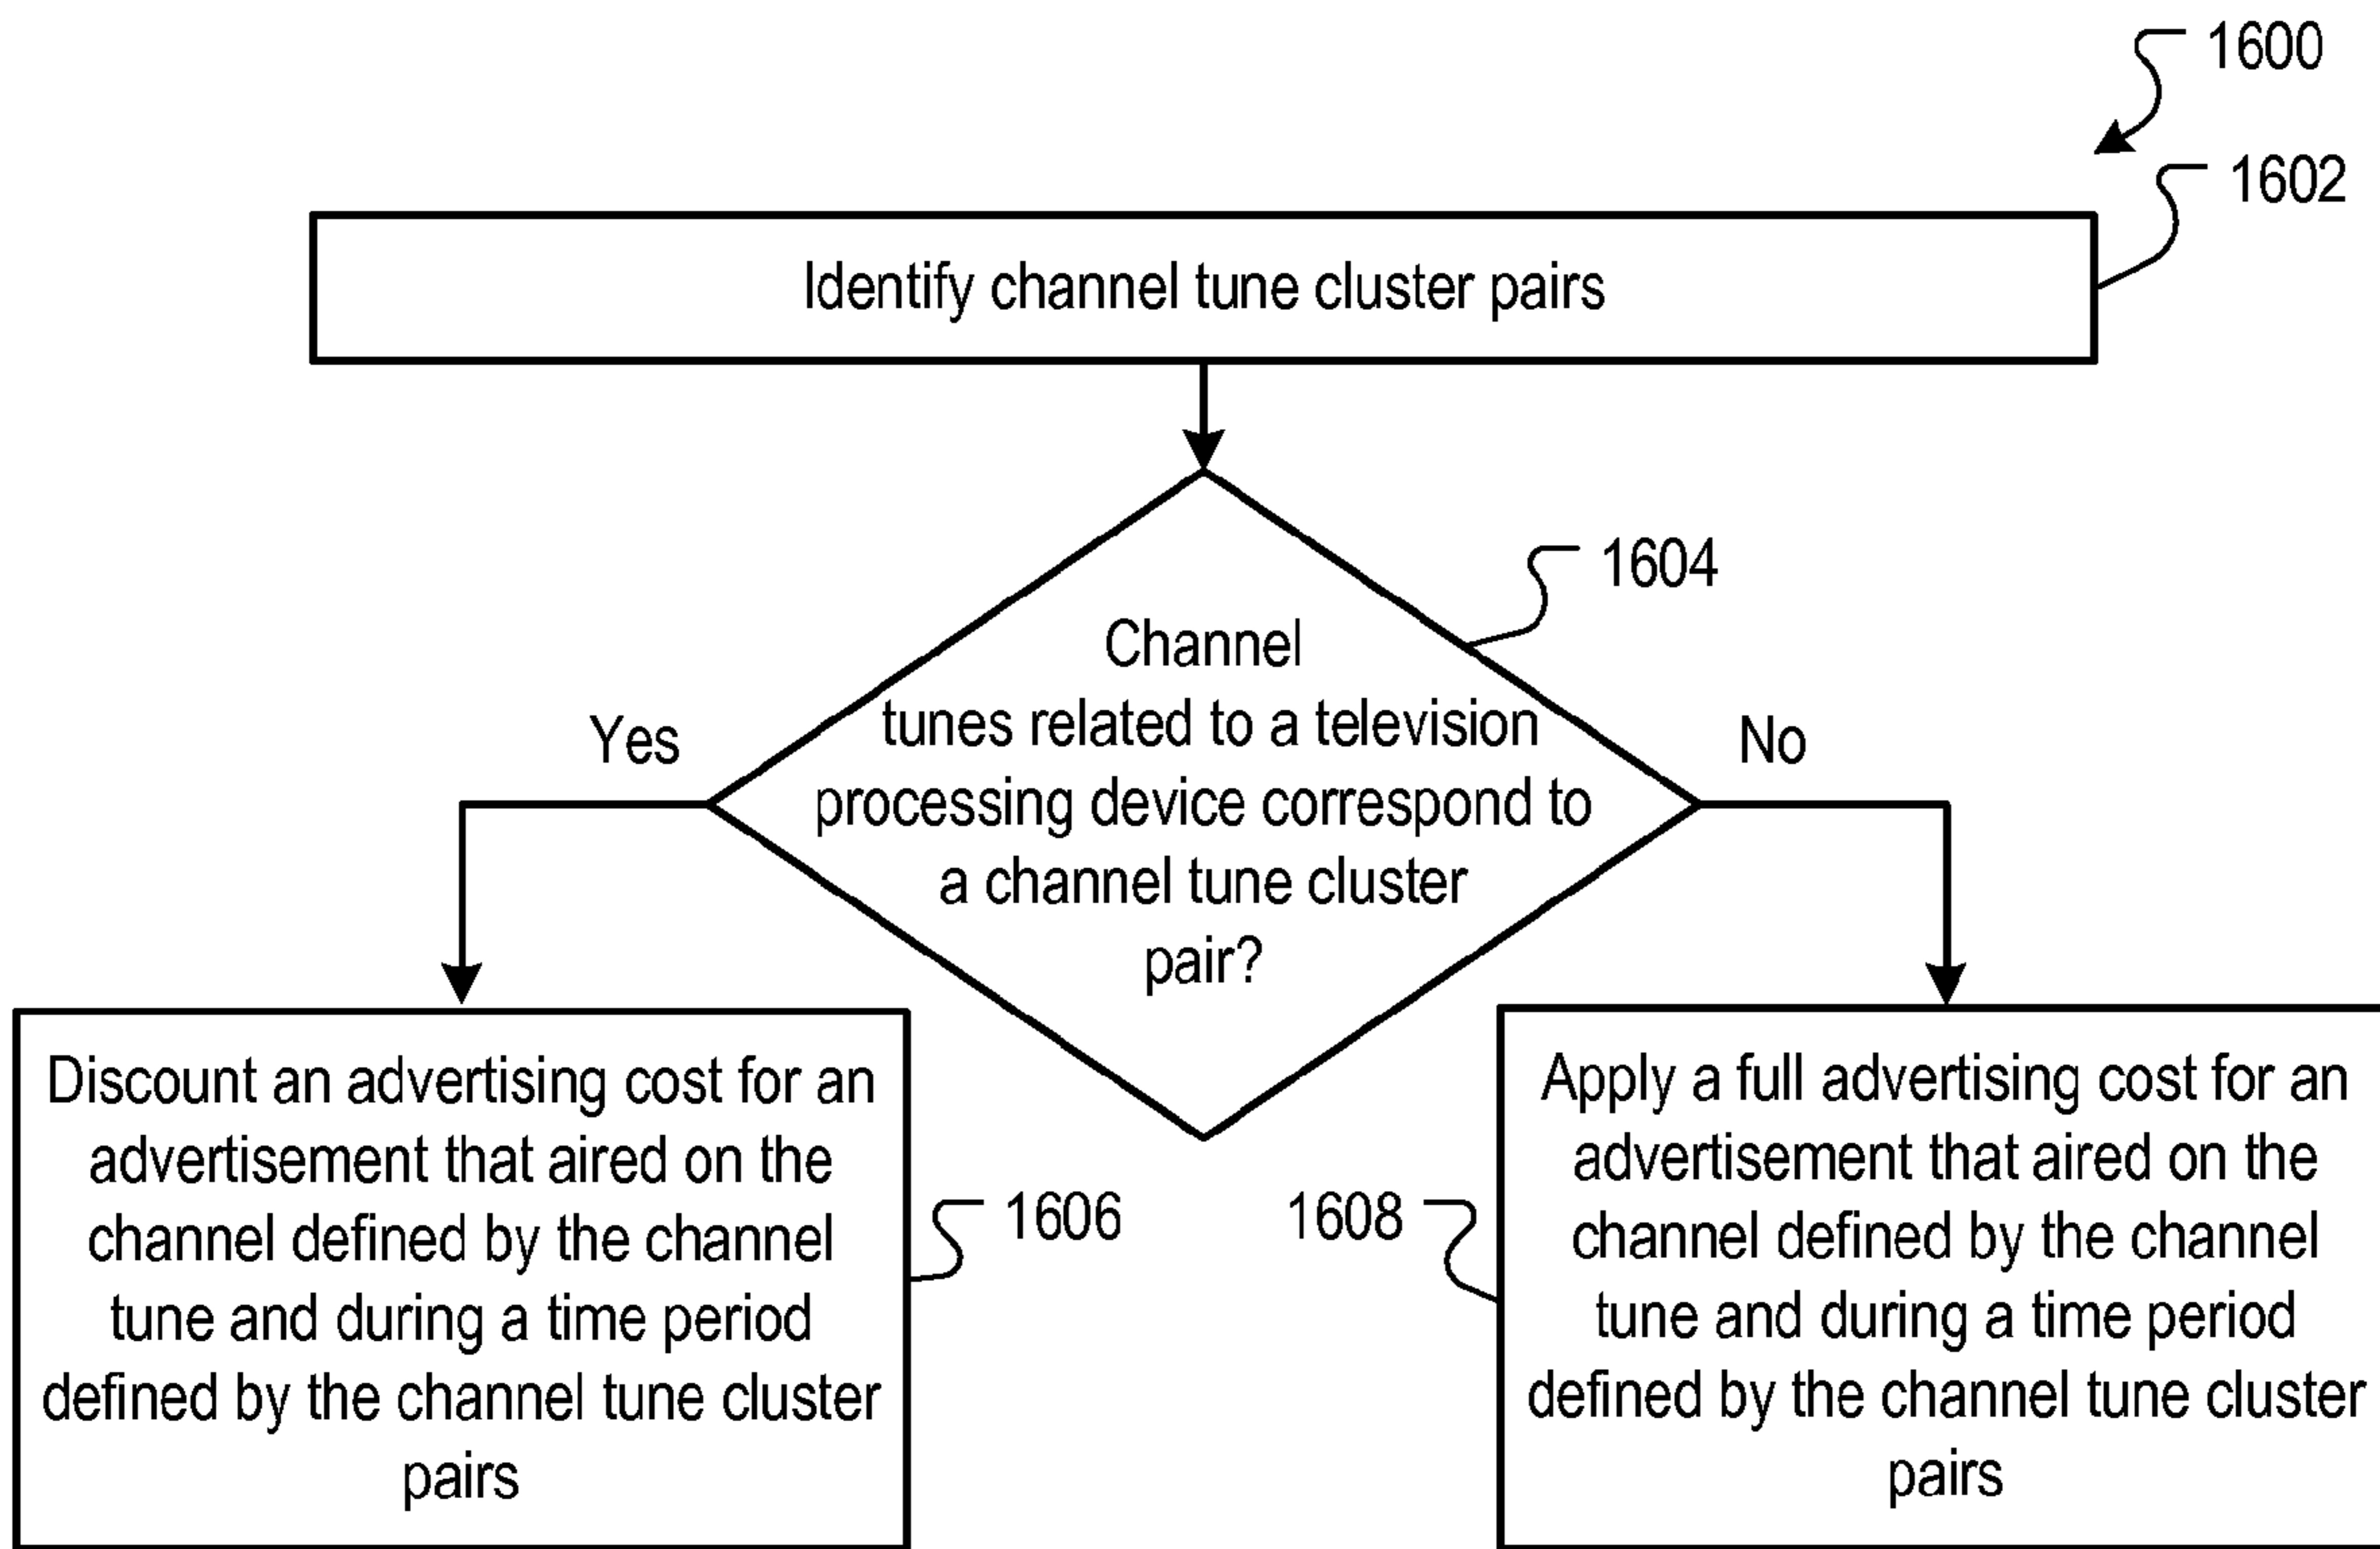 1600
1602
Identify channel tune cluster pairs
1604
Channel
tunes related to a television
processing device correspond to
a channel tune cluster
pair?
Yes
No
Discount an advertising cost for an
advertisement that aired on the
channel defined by the channel
tune and during a time period
defined by the channel tune cluster
pairs
1606
1608
Apply a full advertising cost for an
advertisement that aired on the
channel defined by the channel
tune and during a time period
defined by the channel tune cluster
pairs